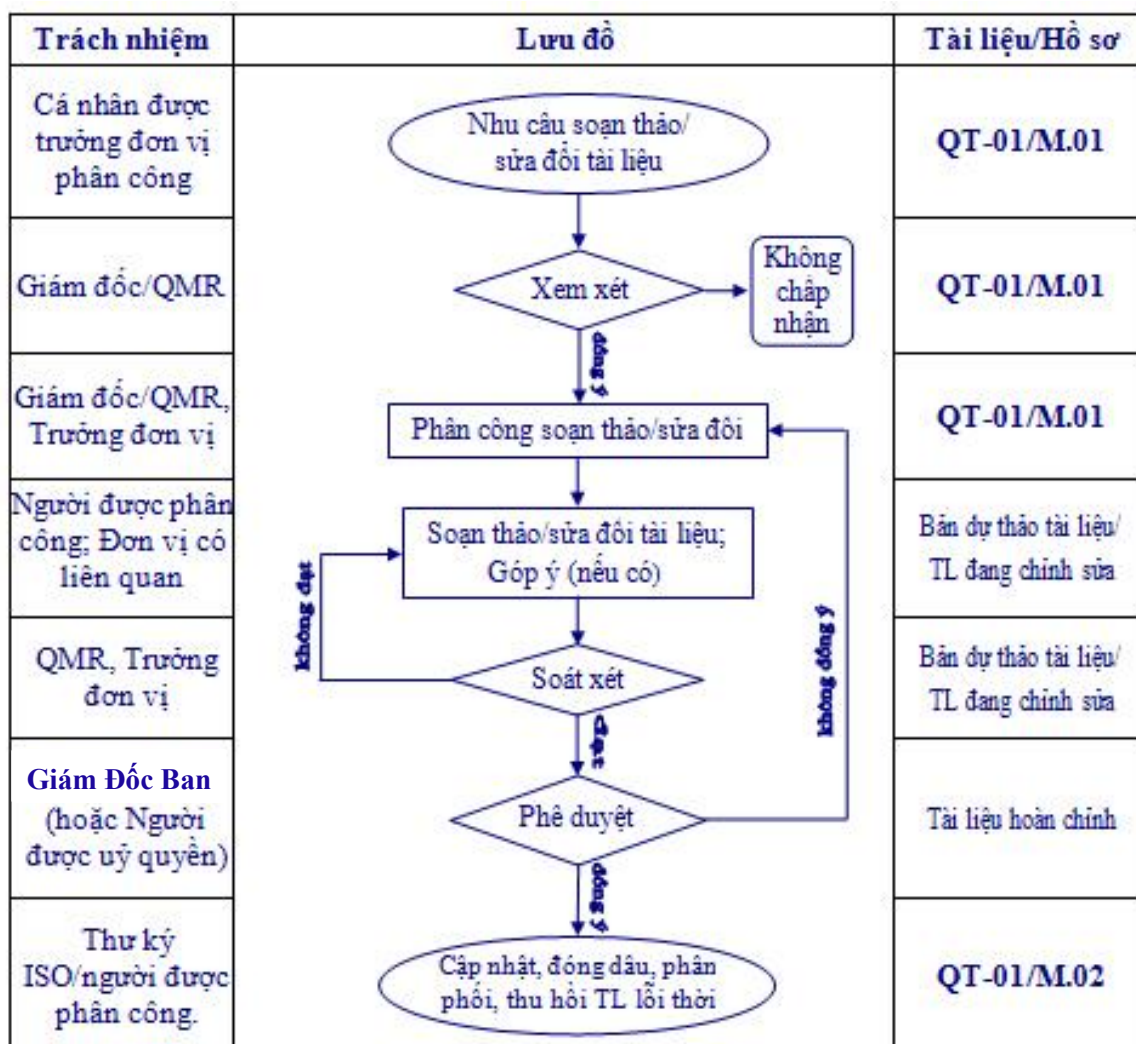 Trách nhiệm
Lưu đồ
Tài liệu/Hồ sơ
Cá nhân được
trưởng đơn vị
phân công
Nhu cầu soạn thảo/
sửa đổi tài liệu
QT-01/M.01
Giám đốc/QMR
Xem xét
Không
chấp
nhận
QT-01/M.01
đồng ý
Giám đốc/QMR,
Trưởng đơn vị
Phân công soạn thảo/sửa đổi
QT-01/M.01
Người được phân
công; Đơn vị có
liên quan
Soạn thảo/sửa đổi tài liệu;
Góp ý (nếu có)
Bản dự thảo tài liệu/
TL đang chỉnh sửa
không đạt
không đồng ý
QMR, Trưởng
đơn vị
Soát xét
Bản dự thảo tài liệu/
TL đang chỉnh sửa
đạt
Giám Đốc Ban
(hoặc Người
được uỷ quyền)
Phê duyệt
Tài liệu hoàn chỉnh
đồng ý
Thư ký
ISO/người được
phân công.
Cập nhật, đóng dấu, phân
phối, thu hồi TL lỗi thời
QT-01/M.02